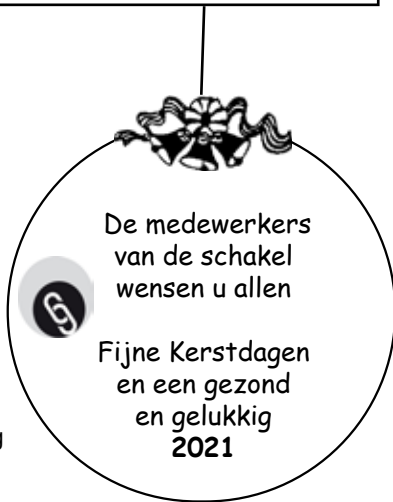 De medewerkers
van de schakel
wensen u allen
Fijne Kerstdagen
en een gezond
en gelukkig
2021